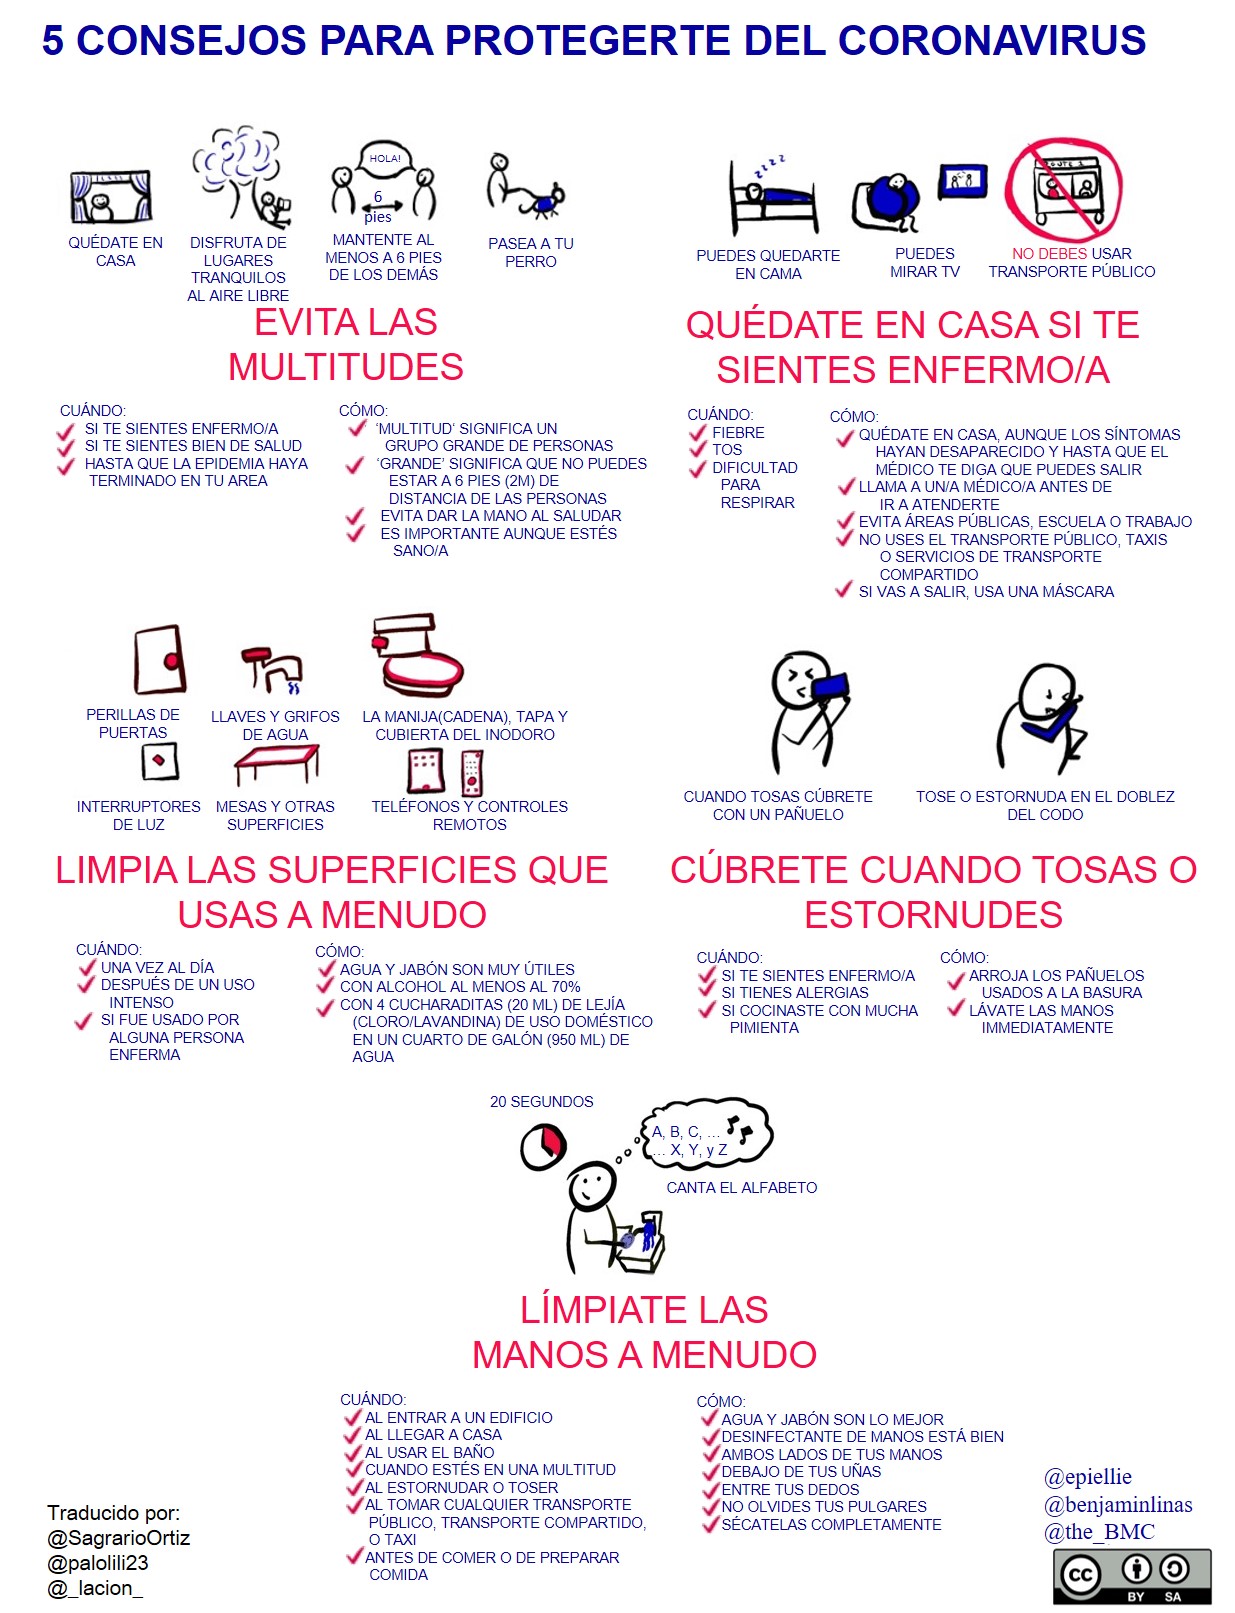 5 CONSEJOS PARA PROTEGERTE DEL CORONAVIRUS
HOLA!
6
pies
QUÉDATE EN
CASA
DISFRUTA DE
LUGARES
TRANQUILOS
AL AIRE LIBRE
MANTENTE AL
MENOS A 6 PIES
DE LOS DEMÁS
PASEA A TU
PERRO
EVITA LAS
MULTITUDES
CUÁNDO:
SI TE SIENTES ENFERMO/A
SI TE SIENTES BIEN DE SALUD
HASTA QUE LA EPIDEMIA HAYA
TERMINADO EN TU AREA
CÓMO:
‘MULTITUD‘ SIGNIFICA UN
GRUPO GRANDE DE PERSONAS
‘GRANDE’ SIGNIFICA QUE NO PUEDES
ESTAR A 6 PIES (2M) DE
DISTANCIA DE LAS PERSONAS
EVITA DAR LA MANO AL SALUDAR
ES IMPORTANTE AUNQUE ESTÉS
SANO/A
zzzz
PUEDES QUEDARTE
EN CAMA
PUEDES
MIRAR TV
NO DEBES USAR
TRANSPORTE PÚBLICO
QUÉDATE EN CASA SI TE
SIENTES ENFERMO/A
CUÁNDO:
FIEBRE
TOS
DIFICULTAD
PARA
RESPIRAR
CÓMO:
QUÉDATE EN CASA, AUNQUE LOS SÍNTOMAS
HAYAN DESAPARECIDO Y HASTA QUE EL
MÉDICO TE DIGA QUE PUEDES SALIR
LLAMA A UN/A MÉDICO/A ANTES DE
IR A ATENDERTE
EVITA ÁREAS PÚBLICAS, ESCUELA O TRABAJO
NO USES EL TRANSPORTE PÚBLICO, TAXIS
O SERVICIOS DE TRANSPORTE
COMPARTIDO
SI VAS A SALIR, USA UNA MÁSCARA
PERILLAS DE
PUERTAS
LLAVES Y GRIFOS
DE AGUA
LA MANIJA(CADENA), TAPA Y
CUBIERTA DEL INODORO
INTERRUPTORES
DE LUZ
MESAS Y OTRAS
SUPERFICIES
TELÉFONOS Y CONTROLES
REMOTOS
LIMPIA LAS SUPERFICIES QUE
USAS A MENUDO
CUÁNDO:
UNA VEZ AL DÍA
DESPUÉS DE UN USO
INTENSO
SI FUE USADO POR
ALGUNA PERSONA
ENFERMA
CÓMO:
AGUA Y JABÓN SON MUY ÚTILES
CON ALCOHOL AL MENOS AL 70%
CON 4 CUCHARADITAS (20 ML) DE LEJÍA
(CLORO/LAVANDINA) DE USO DOMÉSTICO
EN UN CUARTO DE GALÓN (950 ML) DE
AGUA
CUANDO TOSAS CÚBRETE
CON UN PAÑUELO
TOSE O ESTORNUDA EN EL DOBLEZ
DEL CODO
CÚBRETE CUANDO TOSAS O
ESTORNUDES
CUÁNDO:
SI TE SIENTES ENFERMO/A
SI TIENES ALERGIAS
SI COCINASTE CON MUCHA
PIMIENTA
CÓMO:
ARROJA LOS PAÑUELOS
USADOS A LA BASURA
LÁVATE LAS MANOS
IMMEDIATAMENTE
20 SEGUNDOS
A, B, C, ...
... X, Y, y Z
CANTA EL ALFABETO
LÍMPIATE LAS
MANOS A MENUDO
CUÁNDO:
AL ENTRAR A UN EDIFICIO
AL LLEGAR A CASA
AL USAR EL BAÑO
CUANDO ESTÉS EN UNA MULTITUD
AL ESTORNUDAR O TOSER
AL TOMAR CUALQUIER TRANSPORTE
PÚBLICO, TRANSPORTE COMPARTIDO,
O TAXI
ANTES DE COMER O DE PREPARAR
COMIDA
CÓMO:
AGUA Y JABÓN SON LO MEJOR
DESINFECTANTE DE MANOS ESTÁ BIEN
AMBOS LADOS DE TUS MANOS
DEBAJO DE TUS UÑAS
ENTRE TUS DEDOS
NO OLVIDES TUS PULGARES
SÉCATELAS COMPLETAMENTE
Traducido por:
@SagrarioOrtiz
@palolili23
@_lacion_
@epiellie
@benjaminlinas
@the_BMC
cc
BY SA